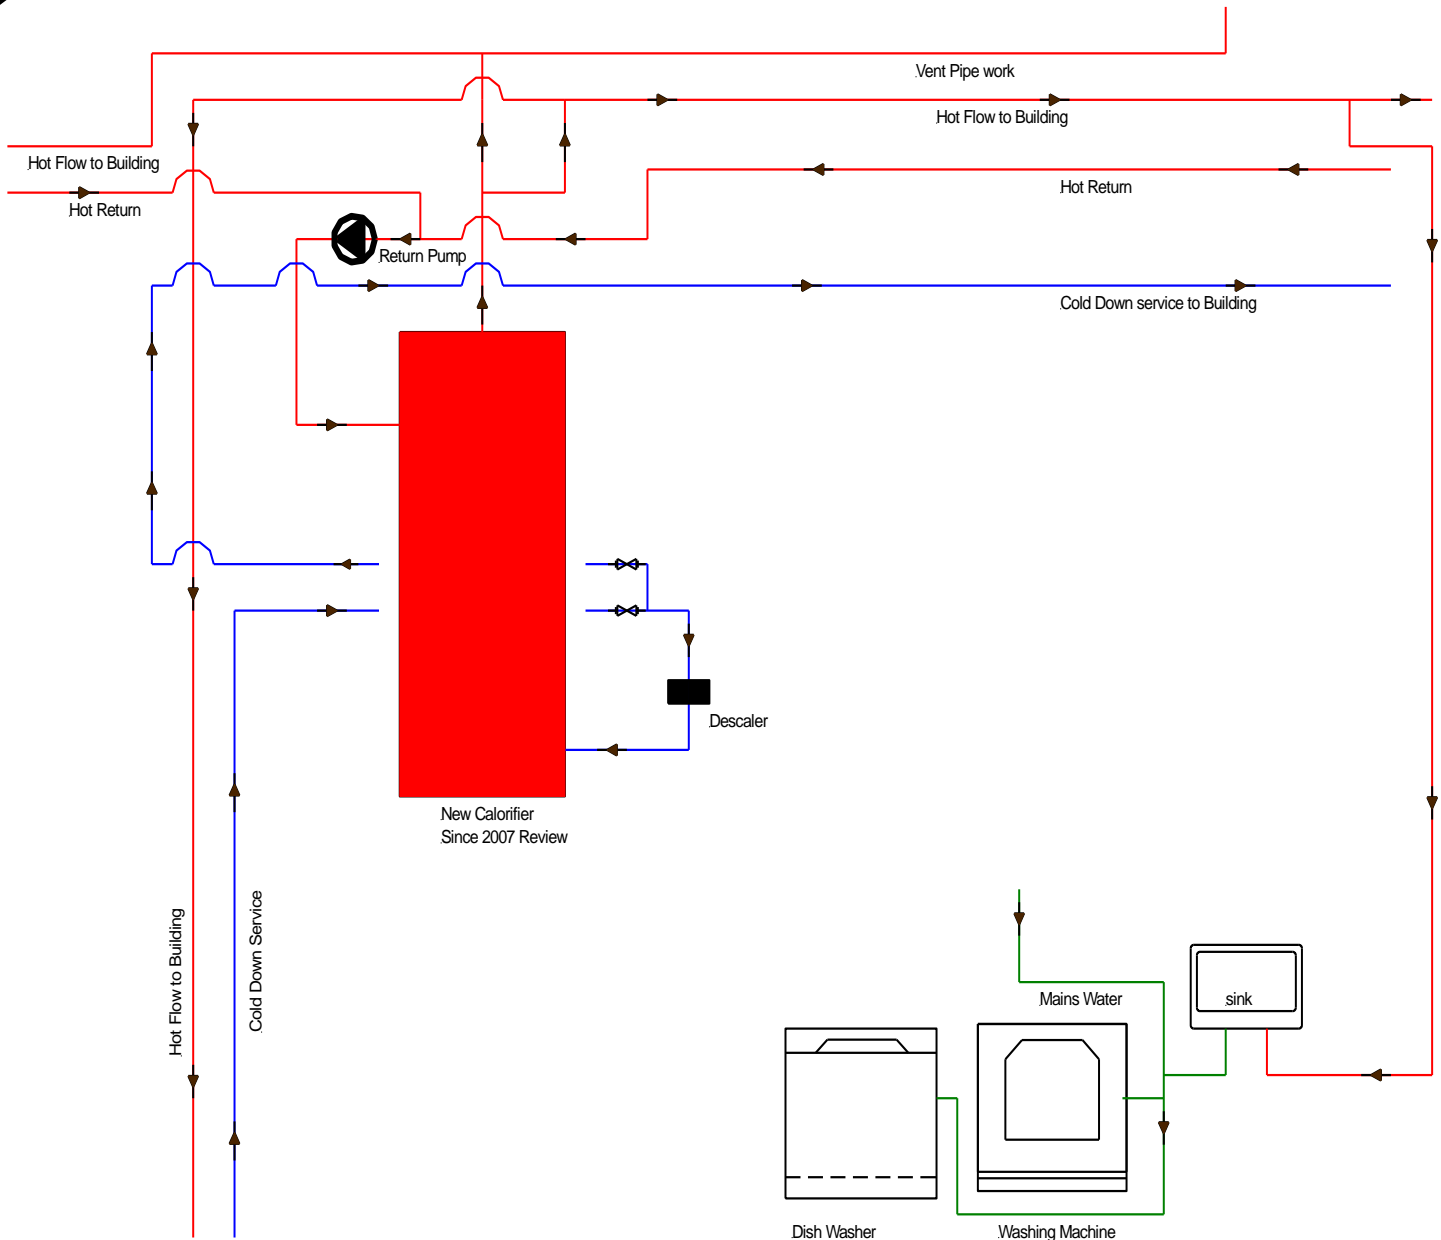 Vent Pipe work
Hot Flow to Building
Hot Flow to Building
Hot Return
Hot Return
Return Pump
Cold Down service to Building
Descaler
New Calorifier
Since 2007 Review
Hot Flow to Building
Cold Down Service
Mains Water
sink
Dish Washer
Washing Machine